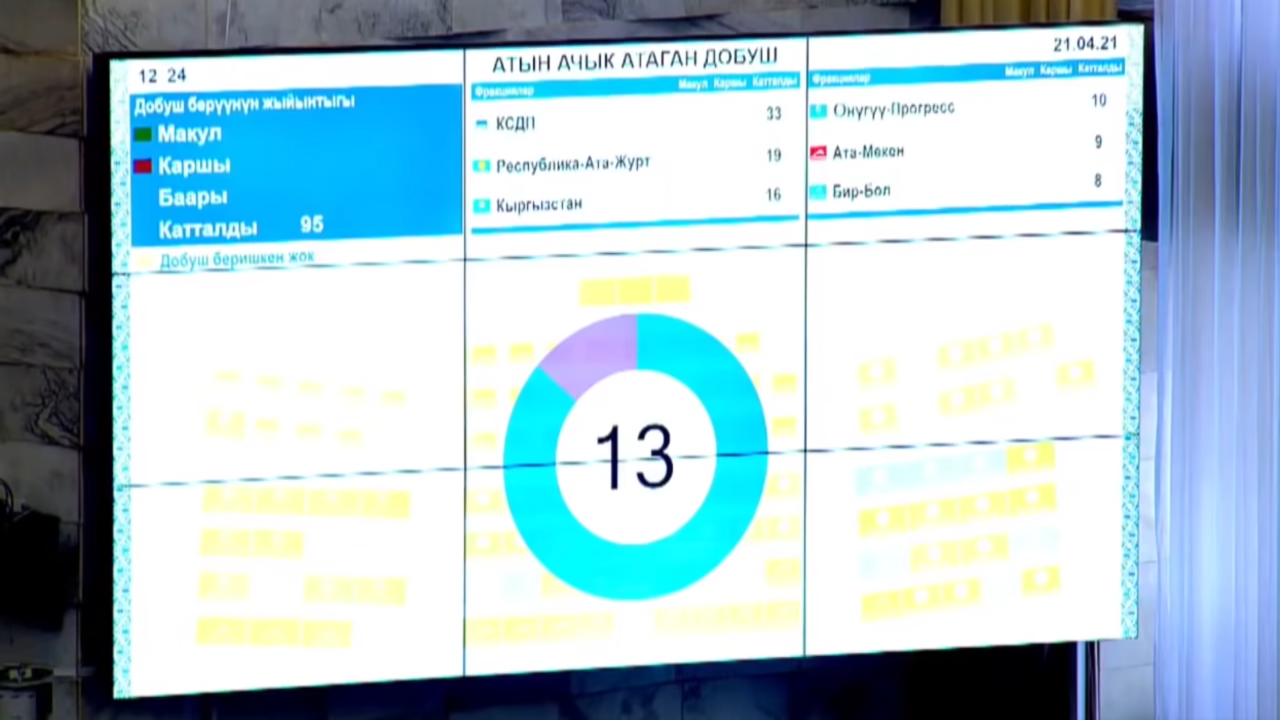 12 24
АТЫН АЧЫК АТАГАН ДОБУШ
21.04.21
Добуш берүүнүн жыйынтыгы
Макул
Каршы
Баары
Катталды 95
Добуш беришкен жок
Фракциялар Макул Каршы Катталды
КСДП 33
Республика-Ата-Журт 19
Кыргызстан 16
Фракциялар Макул Каршы Катталды
Онүгүү-Прогресс 10
Ата-Мекен 9
Бир-Бол 8
13